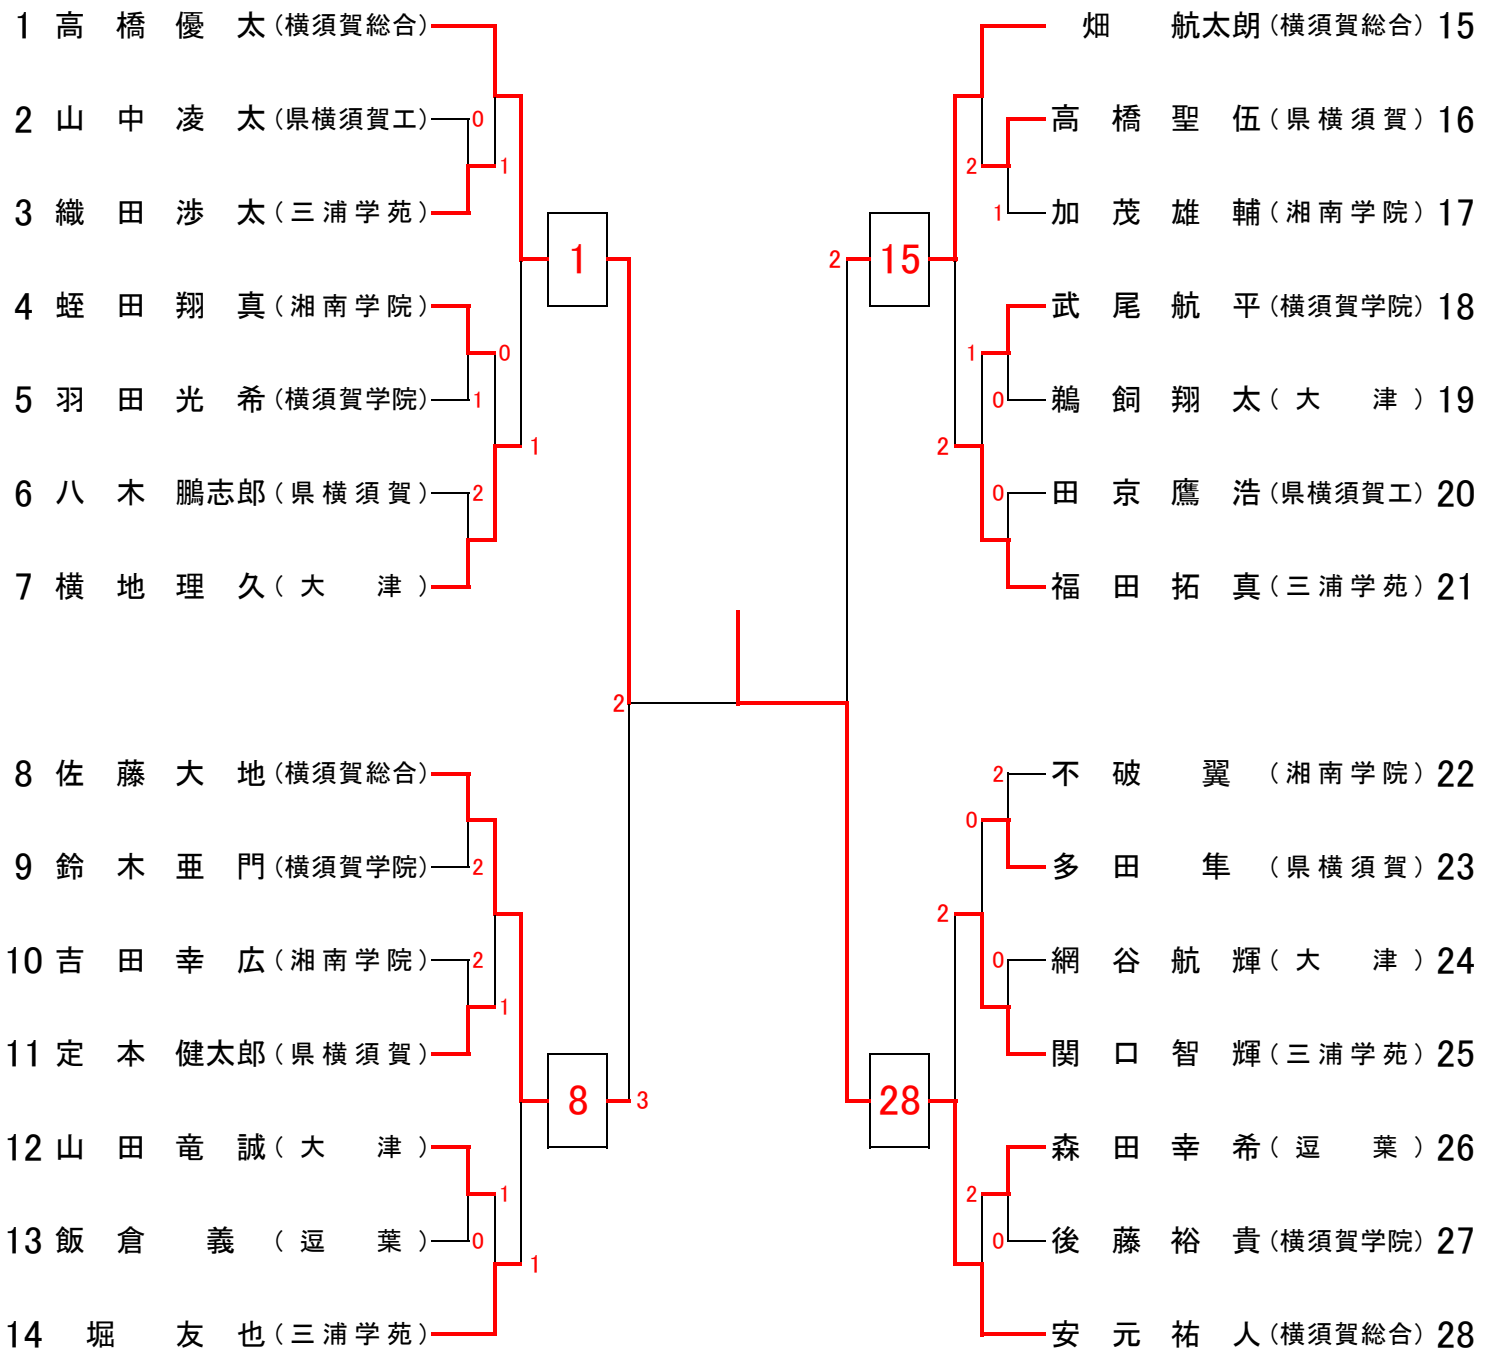 1 高橋優太(横須賀総合)
2 山中凌太(県横須賀工)
0
1
3 織田渉太(三浦学苑)
1
4 蛭田翔真(湘南学院)
0
5 羽田光希(横須賀学院)
1
1
6 八木鵬志郎(県横須賀)
2
7 横地理久(大津)
2
8 佐藤大地(横須賀総合)
9 鈴木亜門(横須賀学院)
2
10 吉田幸広(湘南学院)
2
1
11 定本健太郎(県横須賀)
8
3
12 山田竜誠(大津)
1
13 飯倉義(逗葉)
0
1
14 堀友也(三浦学苑)
畑航太朗(横須賀総合) 15
高橋聖伍(県横須賀) 16
2
1
加茂雄輔(湘南学院) 17
2
15
武尾航平(横須賀学院) 18
1
0
鵜飼翔太(大津) 19
2
0
田京鷹浩(県横須賀工) 20
福田拓真(三浦学苑) 21
2
不破翼(湘南学院) 22
0
多田隼(県横須賀) 23
2
0
網谷航輝(大津) 24
関口智輝(三浦学苑) 25
28
森田幸希(逗葉) 26
2
0
後藤裕貴(横須賀学院) 27
安元祐人(横須賀総合) 28